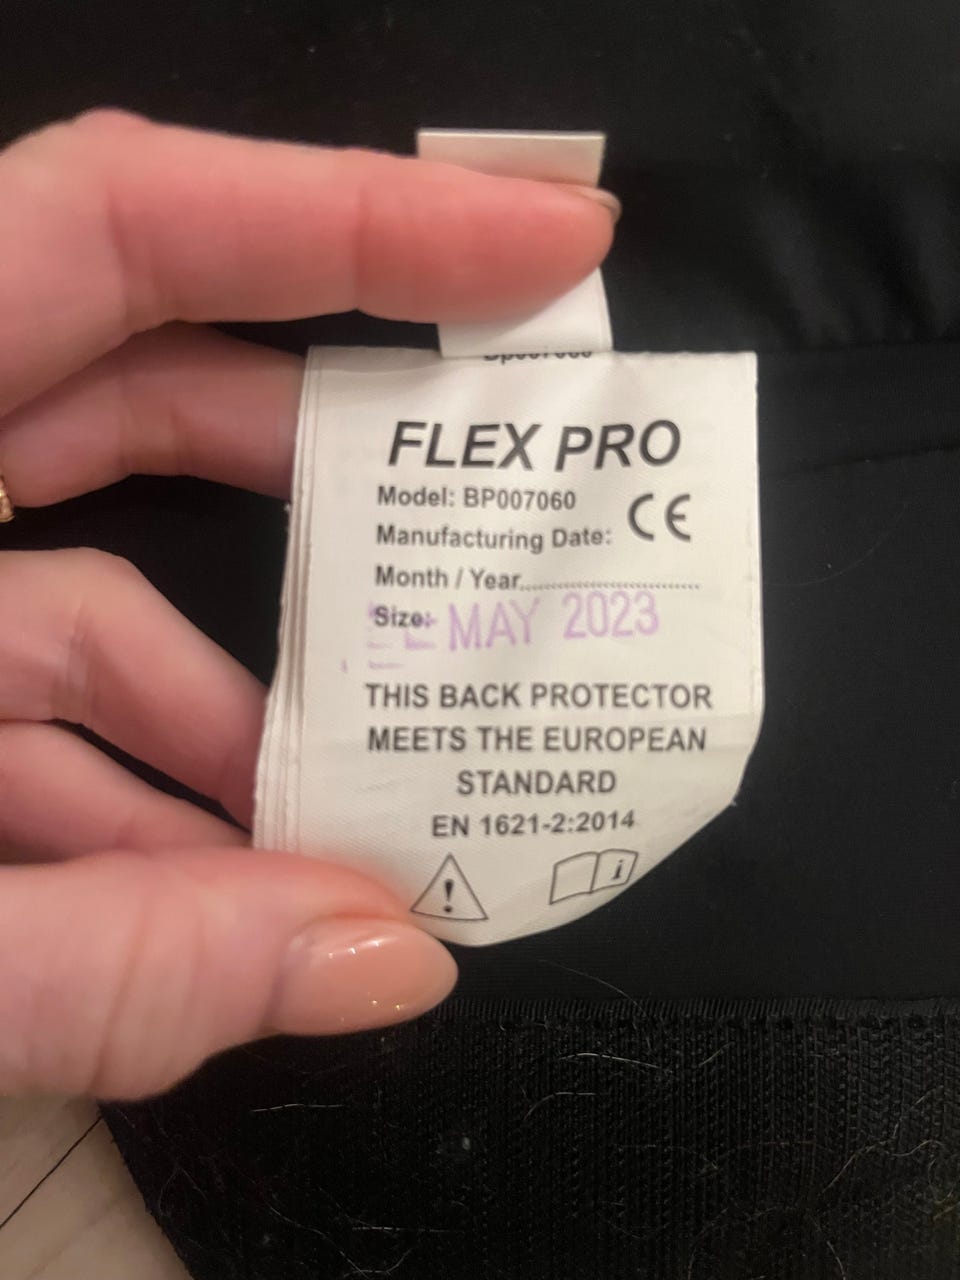 FLEX PRO
Model: BP007060
CE
Manufacturing Date:
Month / Year..............................
Size: MAY 2023
THIS BACK PROTECTOR
MEETS THE EUROPEAN
STANDARD
EN 1621-2:2014
! i